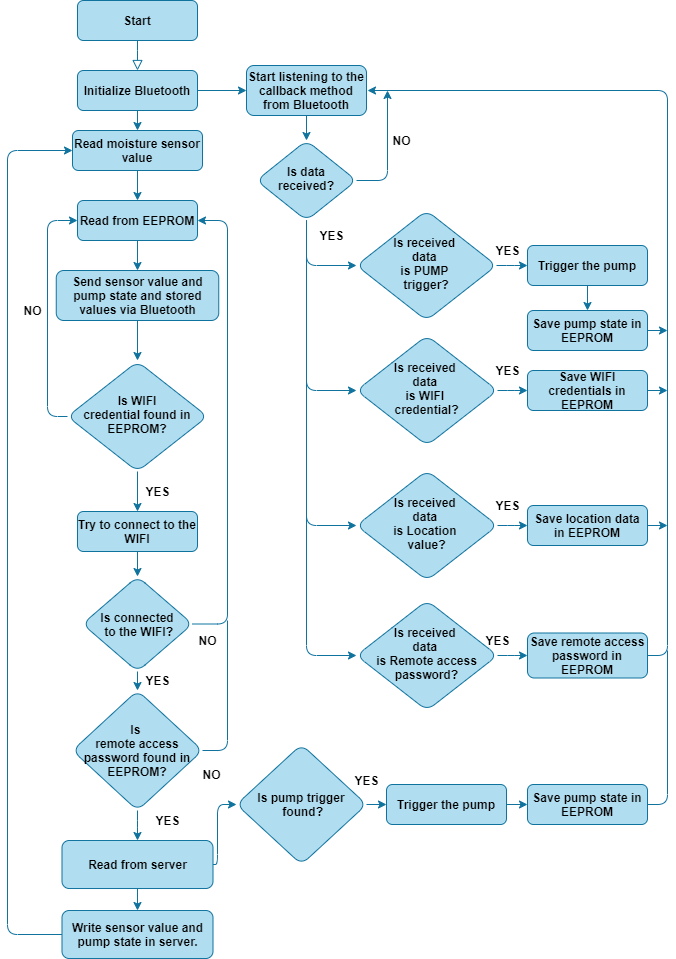 Start
Initialize Bluetooth
Start listening to the
callback method
from Bluetooth
Read moisture sensor
value
NO
Is data
received?
Read from EEPROM
YES
Is received
data
is PUMP
trigger?
YES
Trigger the pump
Send sensor value and
pump state and stored
values via Bluetooth
NO
Save pump state in
EEPROM
Is WIFI
credential found in
EEPROM?
Is received
data
is WIFI
credential?
YES
Save WIFI
credentials in
EEPROM
YES
Try to connect to the
WIFI
Is received
data
is Location
value?
YES
Save location data
in EEPROM
Is connected
to the WIFI?
NO
Is received
data
is Remote access
password?
YES
Save remote access
password in
EEPROM
YES
Is
remote access
password found in
EEPROM?
NO
Is pump trigger
found?
YES
Trigger the pump
Save pump state in
EEPROM
YES
Read from server
Write sensor value and
pump state in server.